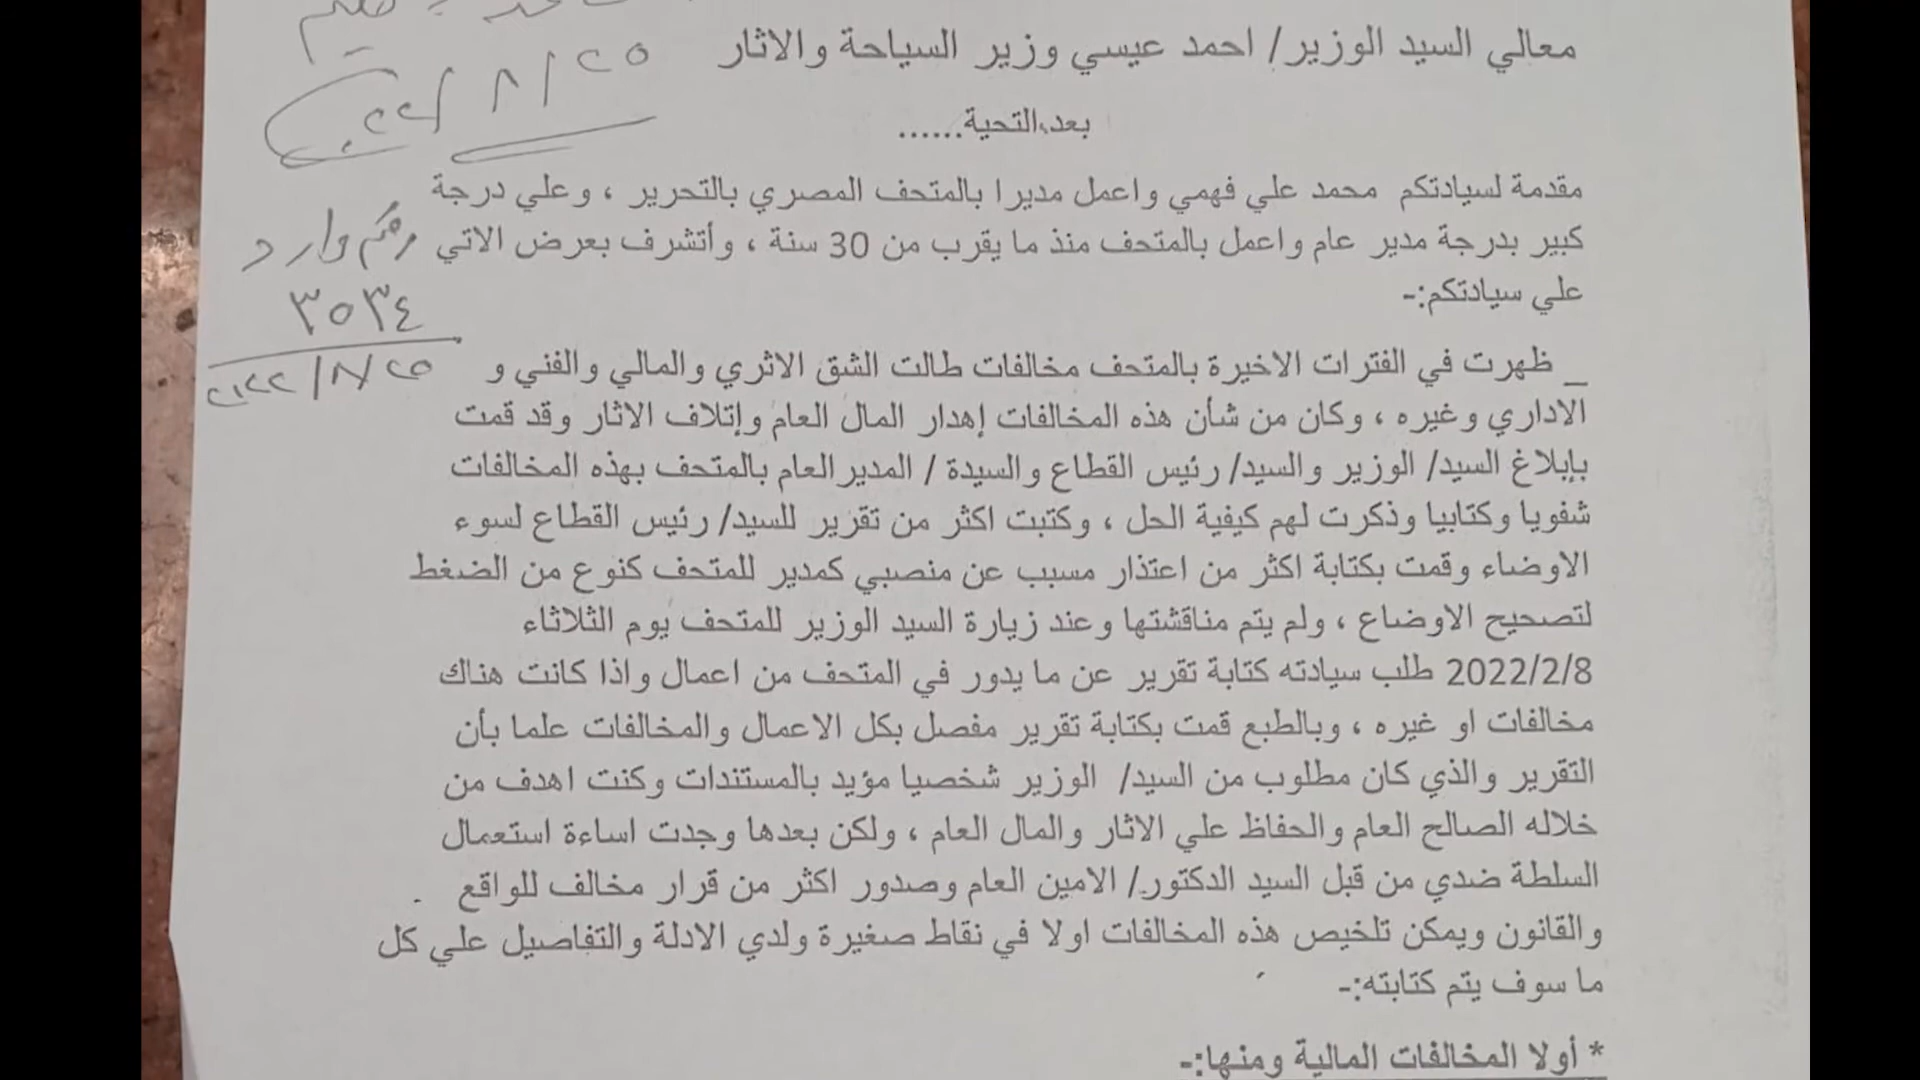 معالي السيد الوزير/ احمد عيسي وزير السياحة والاثار
٢٥/٨/٢٠٢٢
بعد التحية......
مقدمة لسيادتكم محمد علي فهمي واعمل مديرا بالمتحف المصري بالتحرير ، وعلي درجة
كبير بدرجة مدير عام واعمل بالمتحف منذ ما يقرب من 30 سنة ، وأتشرف بعرض الاتي
علي سيادتكم:-
رقم وارد
٣٥٣٤
٢٥/٨/٢٠٢٢
_ ظهرت في الفترات الاخيرة بالمتحف مخالفات طالت الشق الاثري والمالي والفني و
الاداري وغيره ، وكان من شأن هذه المخالفات إهدار المال العام وإتلاف الاثار وقد قمت
بإبلاغ السيد/ الوزير والسيد/ رئيس القطاع والسيدة / المديرالعام بالمتحف بهذه المخالفات
شفويا وكتابيا وذكرت لهم كيفية الحل ، وكتبت اكثر من تقرير للسيد/ رئيس القطاع لسوء
الاوضاء وقمت بكتابة اكثر من اعتذار مسبب عن منصبي كمدير للمتحف كنوع من الضغط
لتصحيح الاوضاع ، ولم يتم مناقشتها وعند زيارة السيد الوزير للمتحف يوم الثلاثاء
2022/2/8 طلب سيادته كتابة تقرير عن ما يدور في المتحف من اعمال واذا كانت هناك
مخالفات او غيره ، وبالطبع قمت بكتابة تقرير مفصل بكل الاعمال والمخالفات علما بأن
التقرير والذي كان مطلوب من السيد/ الوزير شخصيا مؤيد بالمستندات وكنت اهدف من
خلاله الصالح العام والحفاظ علي الاثار والمال العام ، ولكن بعدها وجدت اساءة استعمال
السلطة ضدي من قبل السيد الدكتور/ الامين العام وصدور اكثر من قرار مخالف للواقع
والقانون ويمكن تلخيص هذه المخالفات اولا في نقاط صغيرة ولدي الادلة والتفاصيل علي كل
ما سوف يتم كتابته:-
* أولا المخالفات المالية ومنها:-